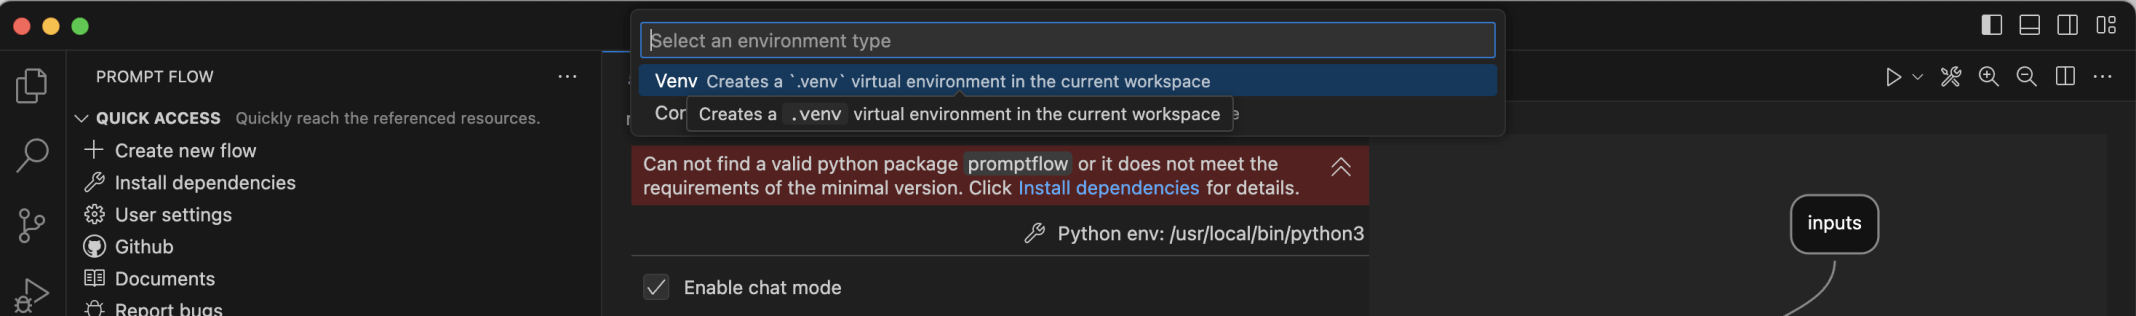 Select an environment type
Venv Creates a `.venv` virtual environment in the current workspace
Creates a .venv virtual environment in the current workspace
PROMPT FLOW
QUICK ACCESS Quickly reach the referenced resources.
Create new flow
Install dependencies
User settings
Github
Documents
Report bugs
Can not find a valid python package promptflow or it does not meet the
requirements of the minimal version. Click Install dependencies for details.
Python env: /usr/local/bin/python3
Enable chat mode
inputs